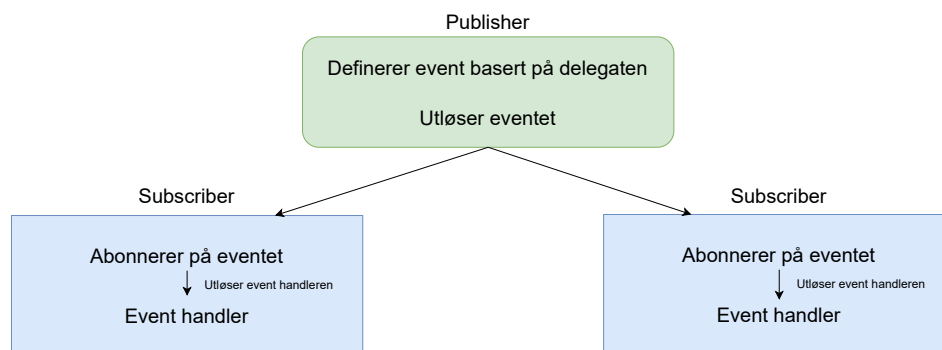 Publisher
Definerer event basert på delegaten
Utløser eventet
Subscriber
Abonnerer på eventet
Utløser event handleren
Event handler
Subscriber
Abonnerer på eventet
Utløser event handleren
Event handler